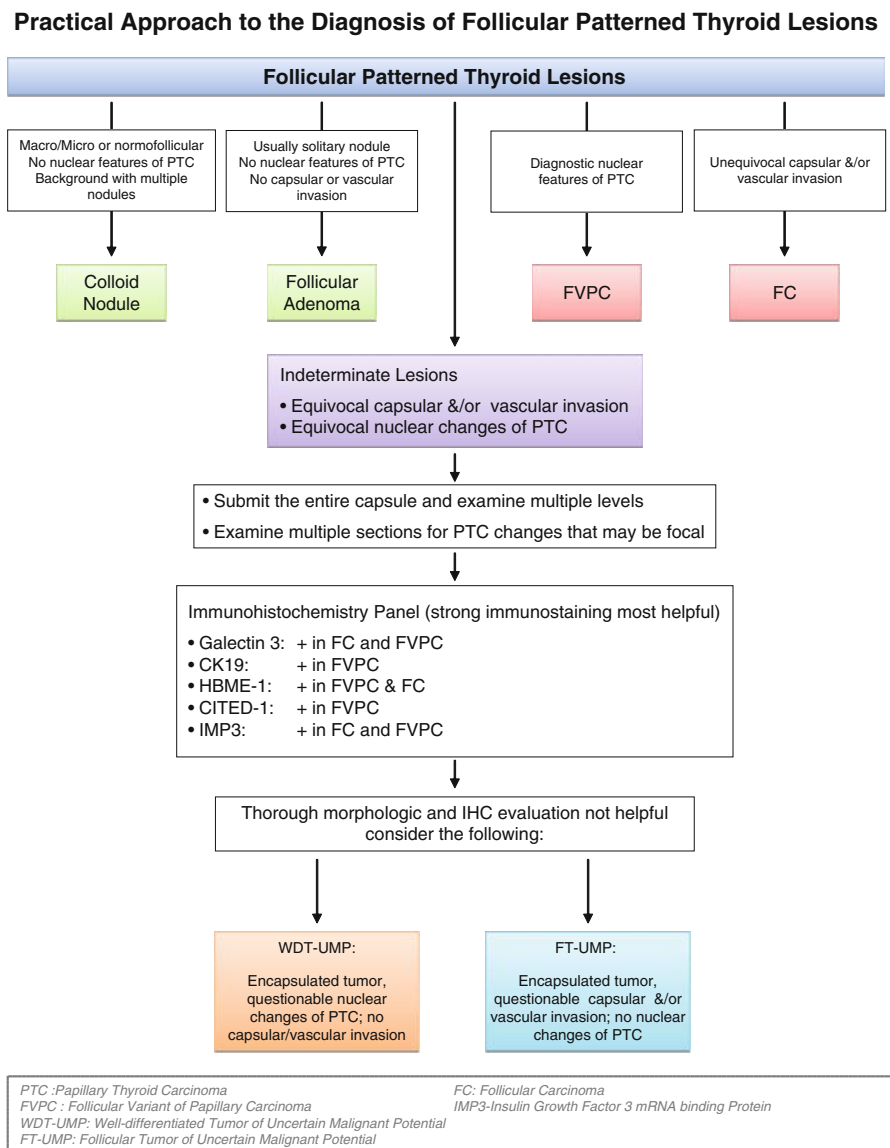 Practical Approach to the Diagnosis of Follicular Patterned Thyroid Lesions
Follicular Patterned Thyroid Lesions
Macro/Micro or normofollicular
No nuclear features of PTC
Background with multiple
nodules
Usually solitary nodule
No nuclear features of PTC
No capsular or vascular
invasion
Diagnostic nuclear
features of PTC
Unequivocal capsular &/or
vascular invasion
Colloid
Nodule
Follicular
Adenoma
FVPC
FC
Indeterminate Lesions
• Equivocal capsular &/or vascular invasion
• Equivocal nuclear changes of PTC
• Submit the entire capsule and examine multiple levels
• Examine multiple sections for PTC changes that may be focal
Immunohistochemistry Panel (strong immunostaining most helpful)
• Galectin 3: + in FC and FVPC
• CK19: + in FVPC
• HBME-1: + in FVPC & FC
• CITED-1: + in FVPC
• IMP3: + in FC and FVPC
Thorough morphologic and IHC evaluation not helpful
consider the following:
WDT-UMP:
Encapsulated tumor,
questionable nuclear
changes of PTC; no
capsular/vascular invasion
FT-UMP:
Encapsulated tumor,
questionable capsular &/or
vascular invasion; no nuclear
changes of PTC
PTC :Papillary Thyroid Carcinoma
FVPC : Follicular Variant of Papillary Carcinoma
WDT-UMP: Well-differentiated Tumor of Uncertain Malignant Potential
FT-UMP: Follicular Tumor of Uncertain Malignant Potential
FC: Follicular Carcinoma
IMP3-Insulin Growth Factor 3 mRNA binding Protein